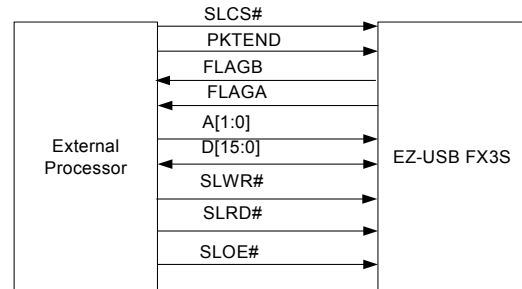 SLCS#
PKTEND
FLAGB
FLAGA
A[1:0]
D[15:0]
SLWR#
SLRD#
SLOE#
External
Processor
EZ-USB FX3S